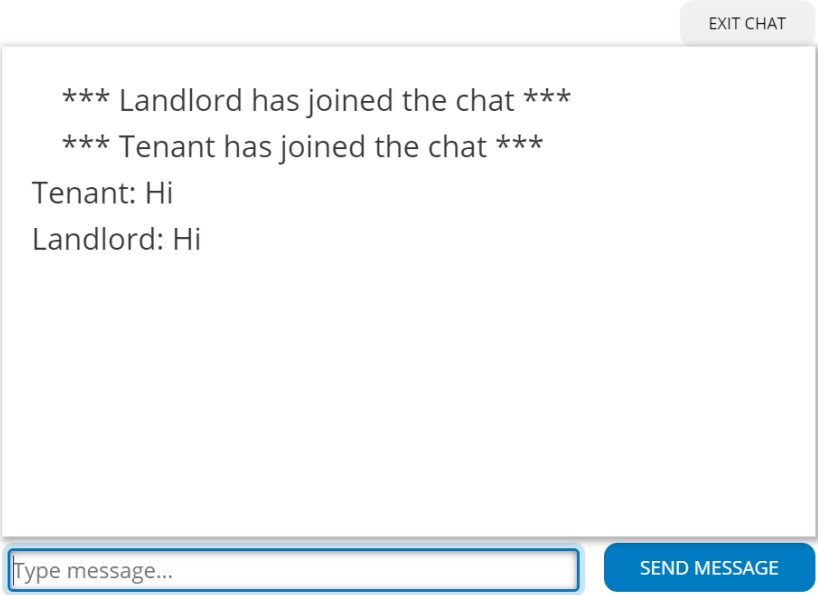 EXIT CHAT
*** Landlord has joined the chat ***
*** Tenant has joined the chat ***
Tenant: Hi
Landlord: Hi
Type message...
SEND MESSAGE